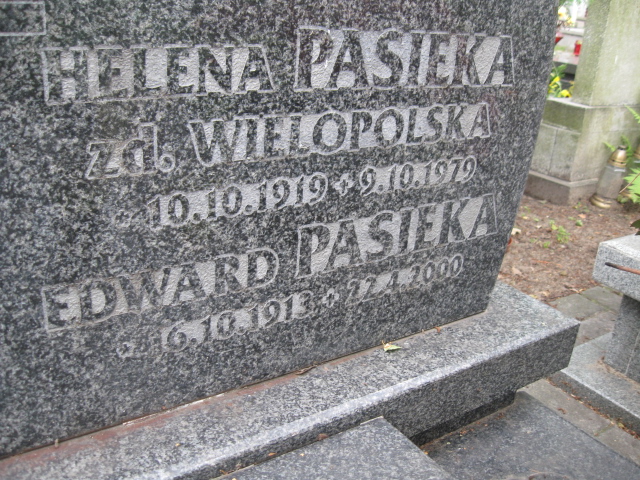 HELENA PASIEKA
zd. WIELOPOLSKA
* 10.10.1919 + 9.10.1979
EDWARD PASIEKA
* 16.10.1913 + 22.4.2000